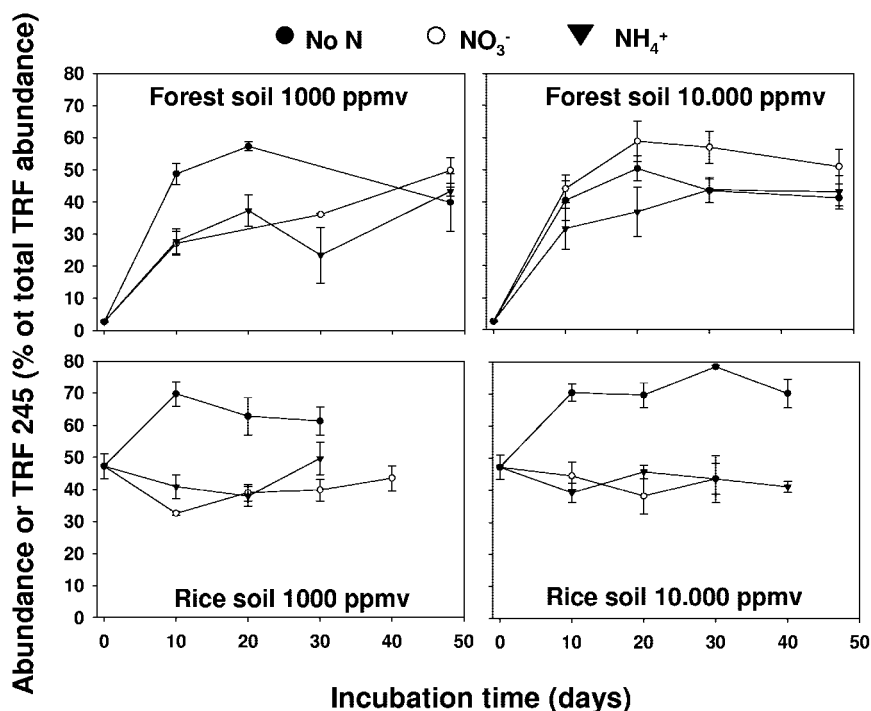 No N NO₃⁻ NH₄⁺
Abundance or TRF 245 (% ot total TRF abundance)
80
70
60
50
40
30
20
10
0
Forest soil 1000 ppmv
Forest soil 10.000 ppmv
80
70
60
50
40
30
20
10
0
Rice soil 1000 ppmv
Rice soil 10.000 ppmv
0 10 20 30 40 50 0 10 20 30 40 50
Incubation time (days)